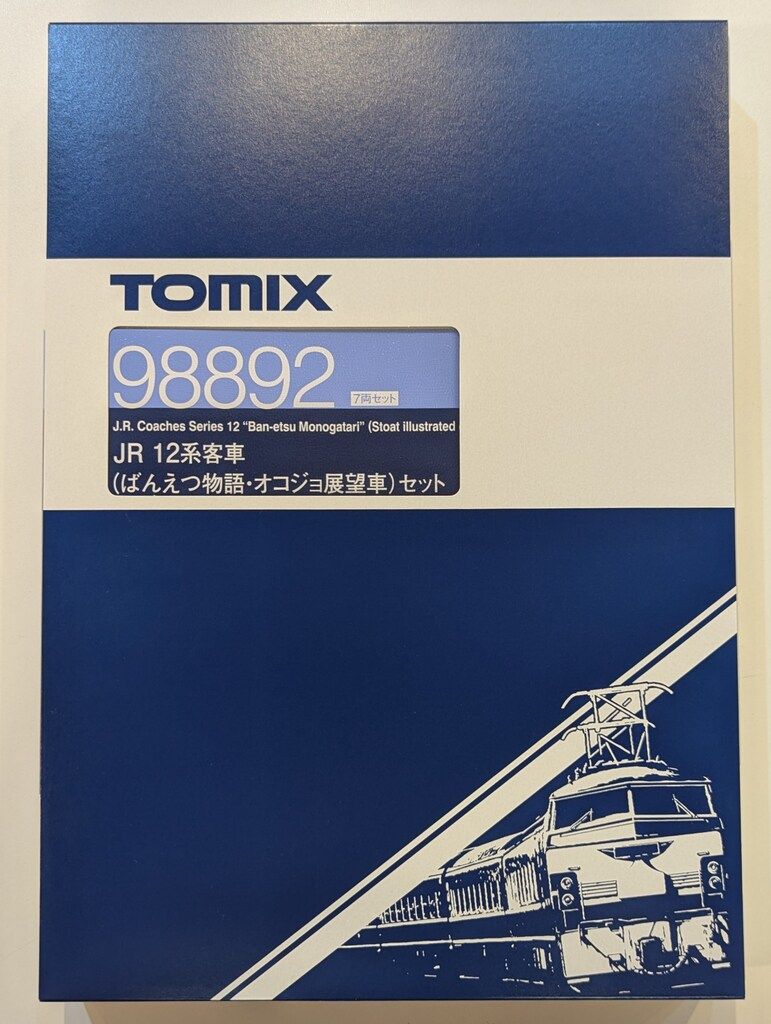 TOMIX
98892 7両セット
J.R. Coaches Series 12 "Ban-etsu Monogatari" (Stoat illustrated
JR 12系客車
(ばんえつ物語・オコジョ展望車)セット